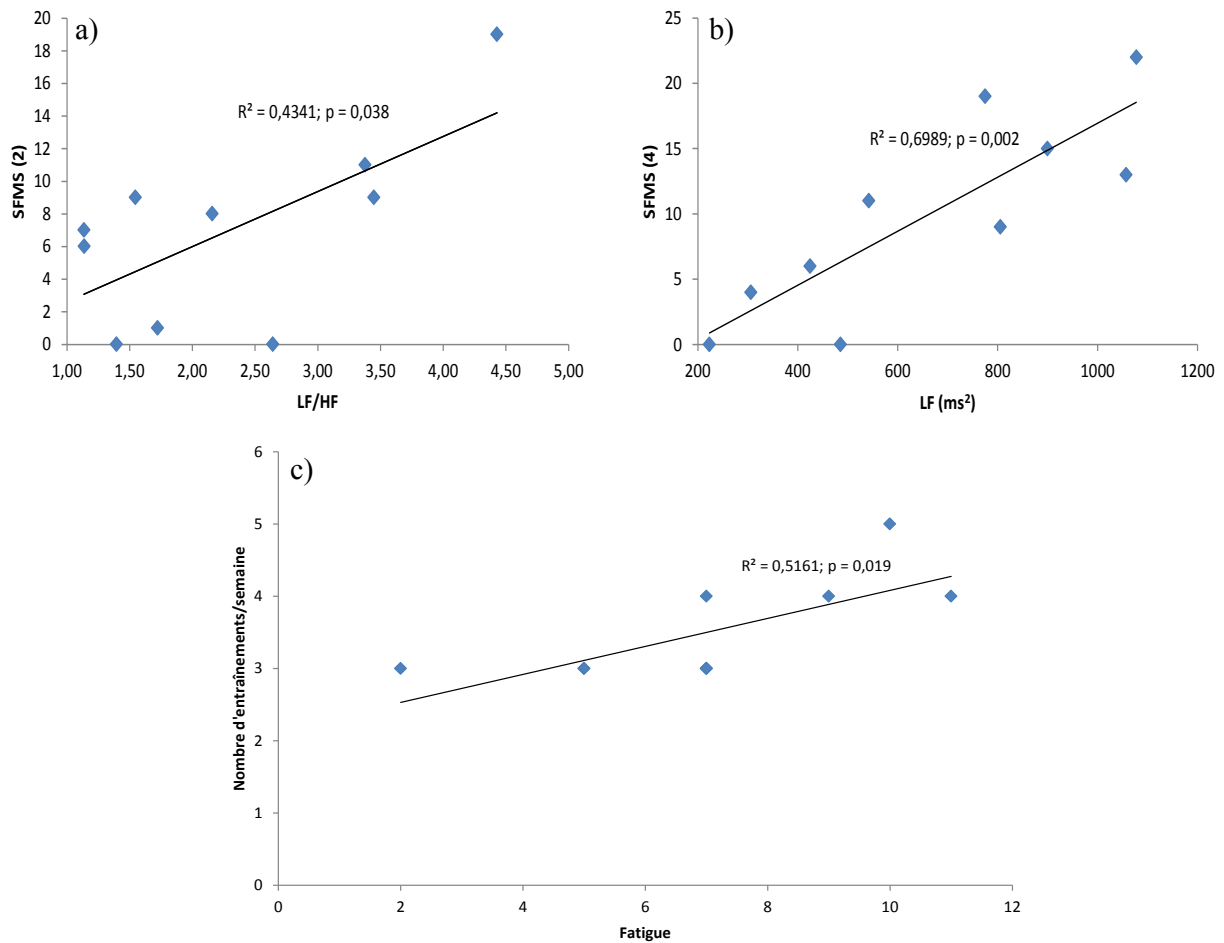 a)
20
18
16
14
12
10
8
6
4
2
0
SFMS (2)
R² = 0,4341; p = 0,038
1,00 1,50 2,00 2,50 3,00 3,50 4,00 4,50 5,00
LF/HF
b)
25
20
15
10
5
0
SFMS (4)
R² = 0,6989; p = 0,002
200 400 600 800 1000 1200
LF (ms²)
c)
6
5
4
3
2
1
0
Nombre d'entraînements/semaine
R² = 0,5161; p = 0,019
0 2 4 6 8 10 12
Fatigue